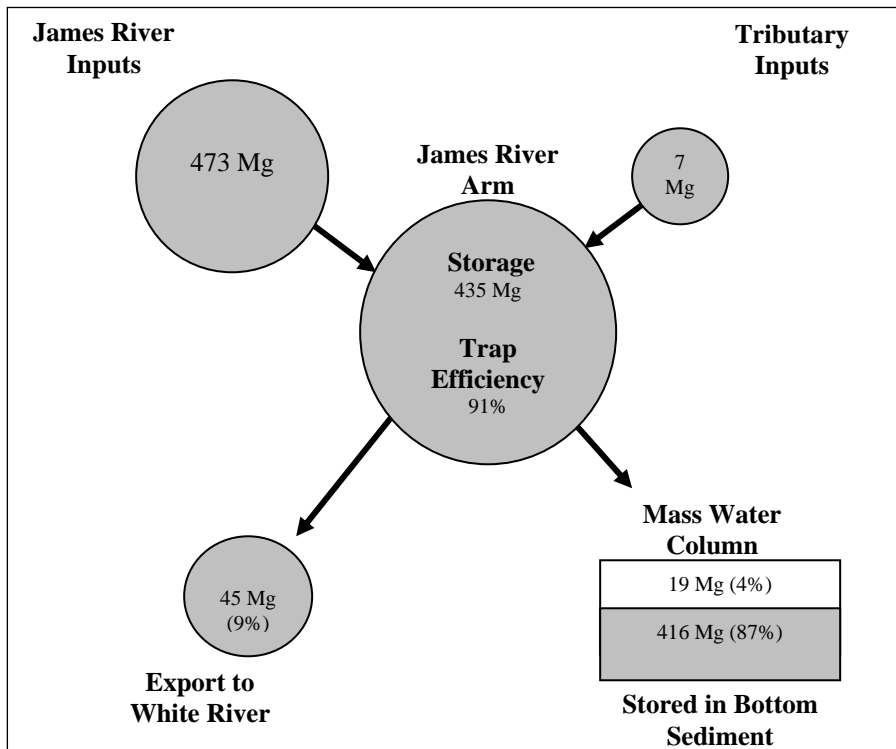 James River
Inputs
473 Mg
Tributary
Inputs
7
Mg
James River
Arm
Storage
435 Mg
Trap
Efficiency
91%
45 Mg
(9%)
Export to
White River
Mass Water
Column
19 Mg (4%)
416 Mg (87%)
Stored in Bottom
Sediment